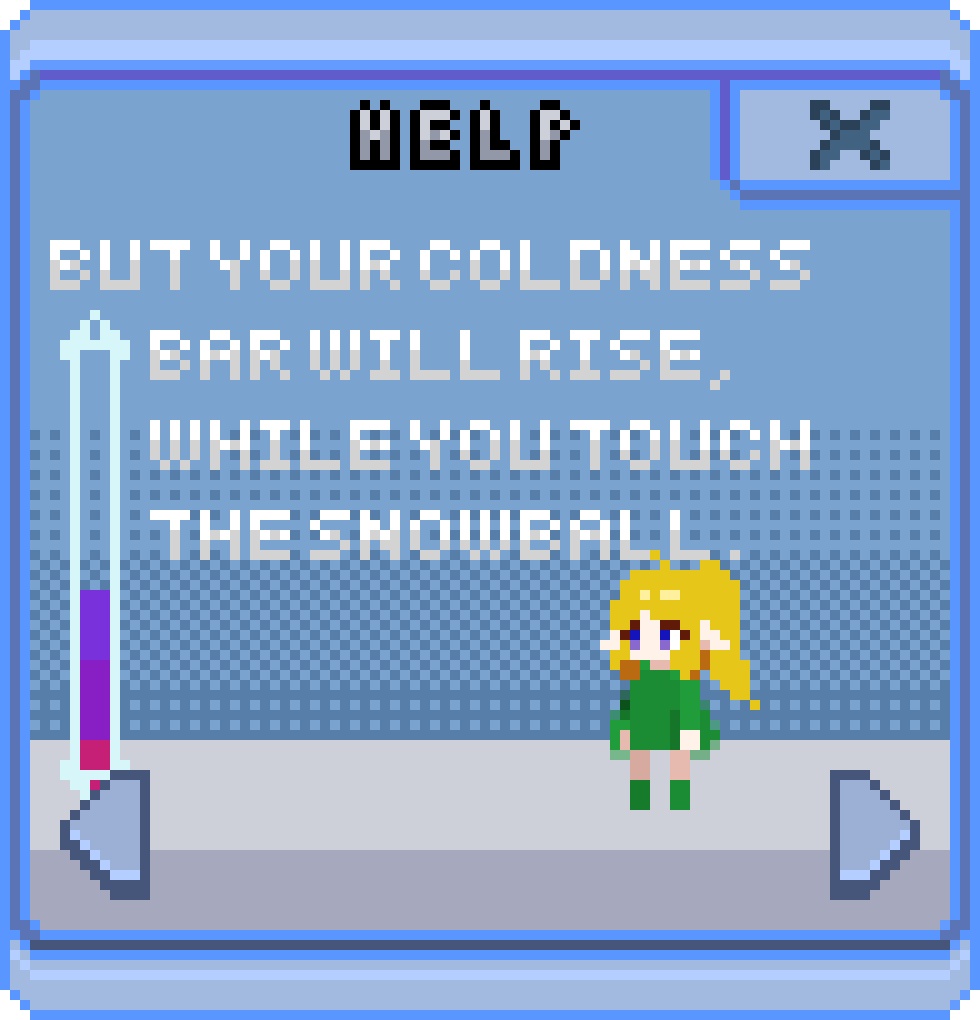 HELP
BUT YOUR COLDNESS
BAR WILL RISE,
WHILE YOU TOUCH
THE SNOWBALL.